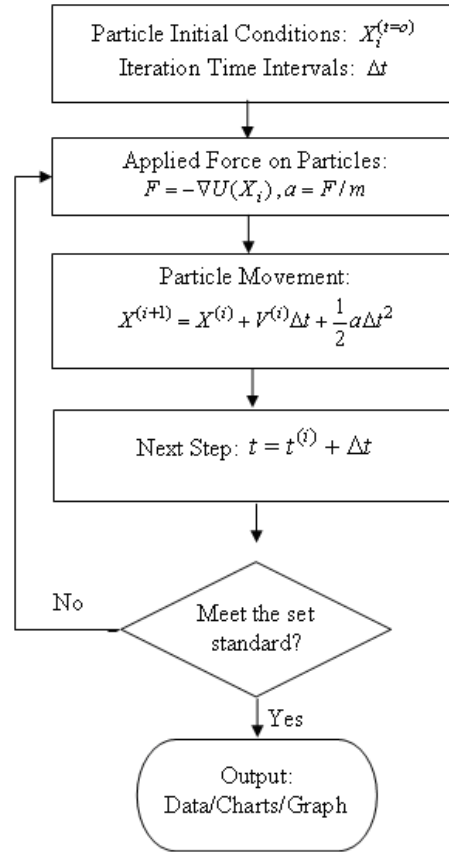 Particle Initial Conditions: X_i^(t=o)
Iteration Time Intervals: Δt
Applied Force on Particles:
F = −∇U(X_i), a = F/m
Particle Movement:
X^(i+1) = X^(i) + V^(i)Δt + 1/2 aΔt^2
Next Step: t = t^(i) + Δt
Meet the set
standard?
No
Yes
Output:
Data/Charts/Graph